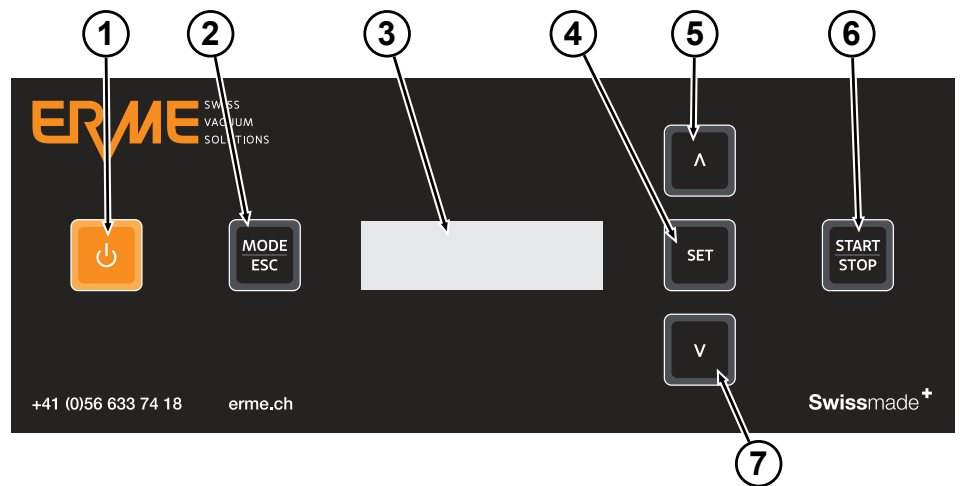 1 2 3 4 5 6
ERME
SWISS
VACUUM
SOLUTIONS
Λ
MODE
ESC
SET
START
STOP
V
+41 (0)56 633 74 18 erme.ch Swissmade+
7